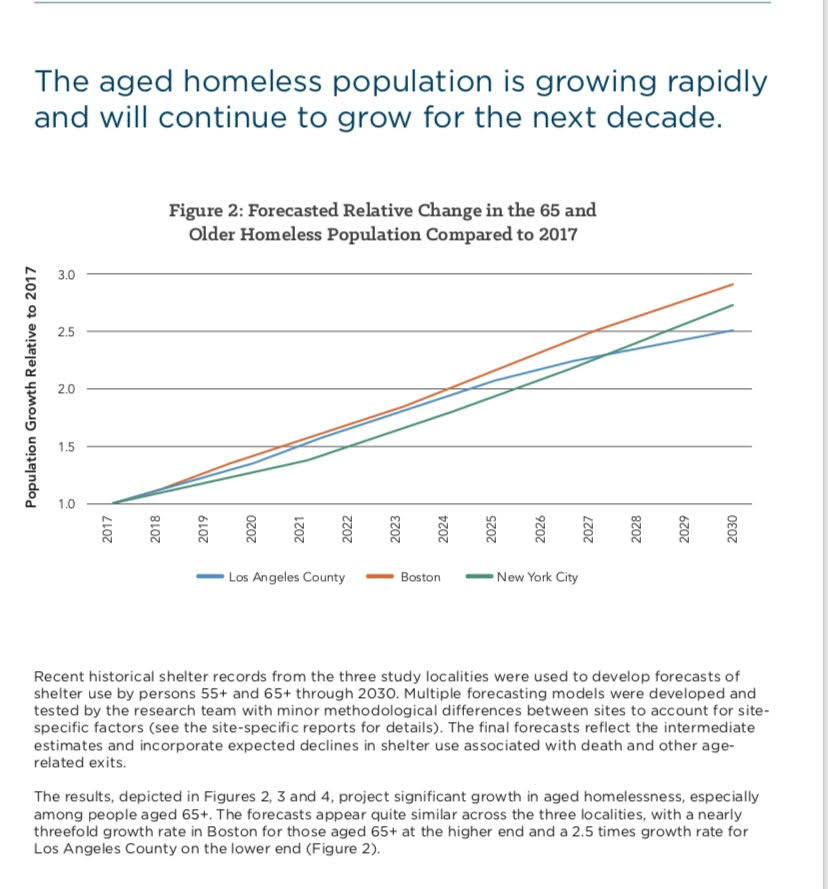 The aged homeless population is growing rapidly
and will continue to grow for the next decade.
Figure 2: Forecasted Relative Change in the 65 and
Older Homeless Population Compared to 2017
Population Growth Relative to 2017
3.0
2.5
2.0
1.5
1.0
2017
2018
2019
2020
2021
2022
2023
2024
2025
2026
2027
2028
2029
2030
Los Angeles County
Boston
New York City
Recent historical shelter records from the three study localities were used to develop forecasts of
shelter use by persons 55+ and 65+ through 2030. Multiple forecasting models were developed and
tested by the research team with minor methodological differences between sites to account for site-
specific factors (see the site-specific reports for details). The final forecasts reflect the intermediate
estimates and incorporate expected declines in shelter use associated with death and other age-
related exits.
The results, depicted in Figures 2, 3 and 4, project significant growth in aged homelessness, especially
among people aged 65+. The forecasts appear quite similar across the three localities, with a nearly
threefold growth rate in Boston for those aged 65+ at the higher end and a 2.5 times growth rate for
Los Angeles County on the lower end (Figure 2).